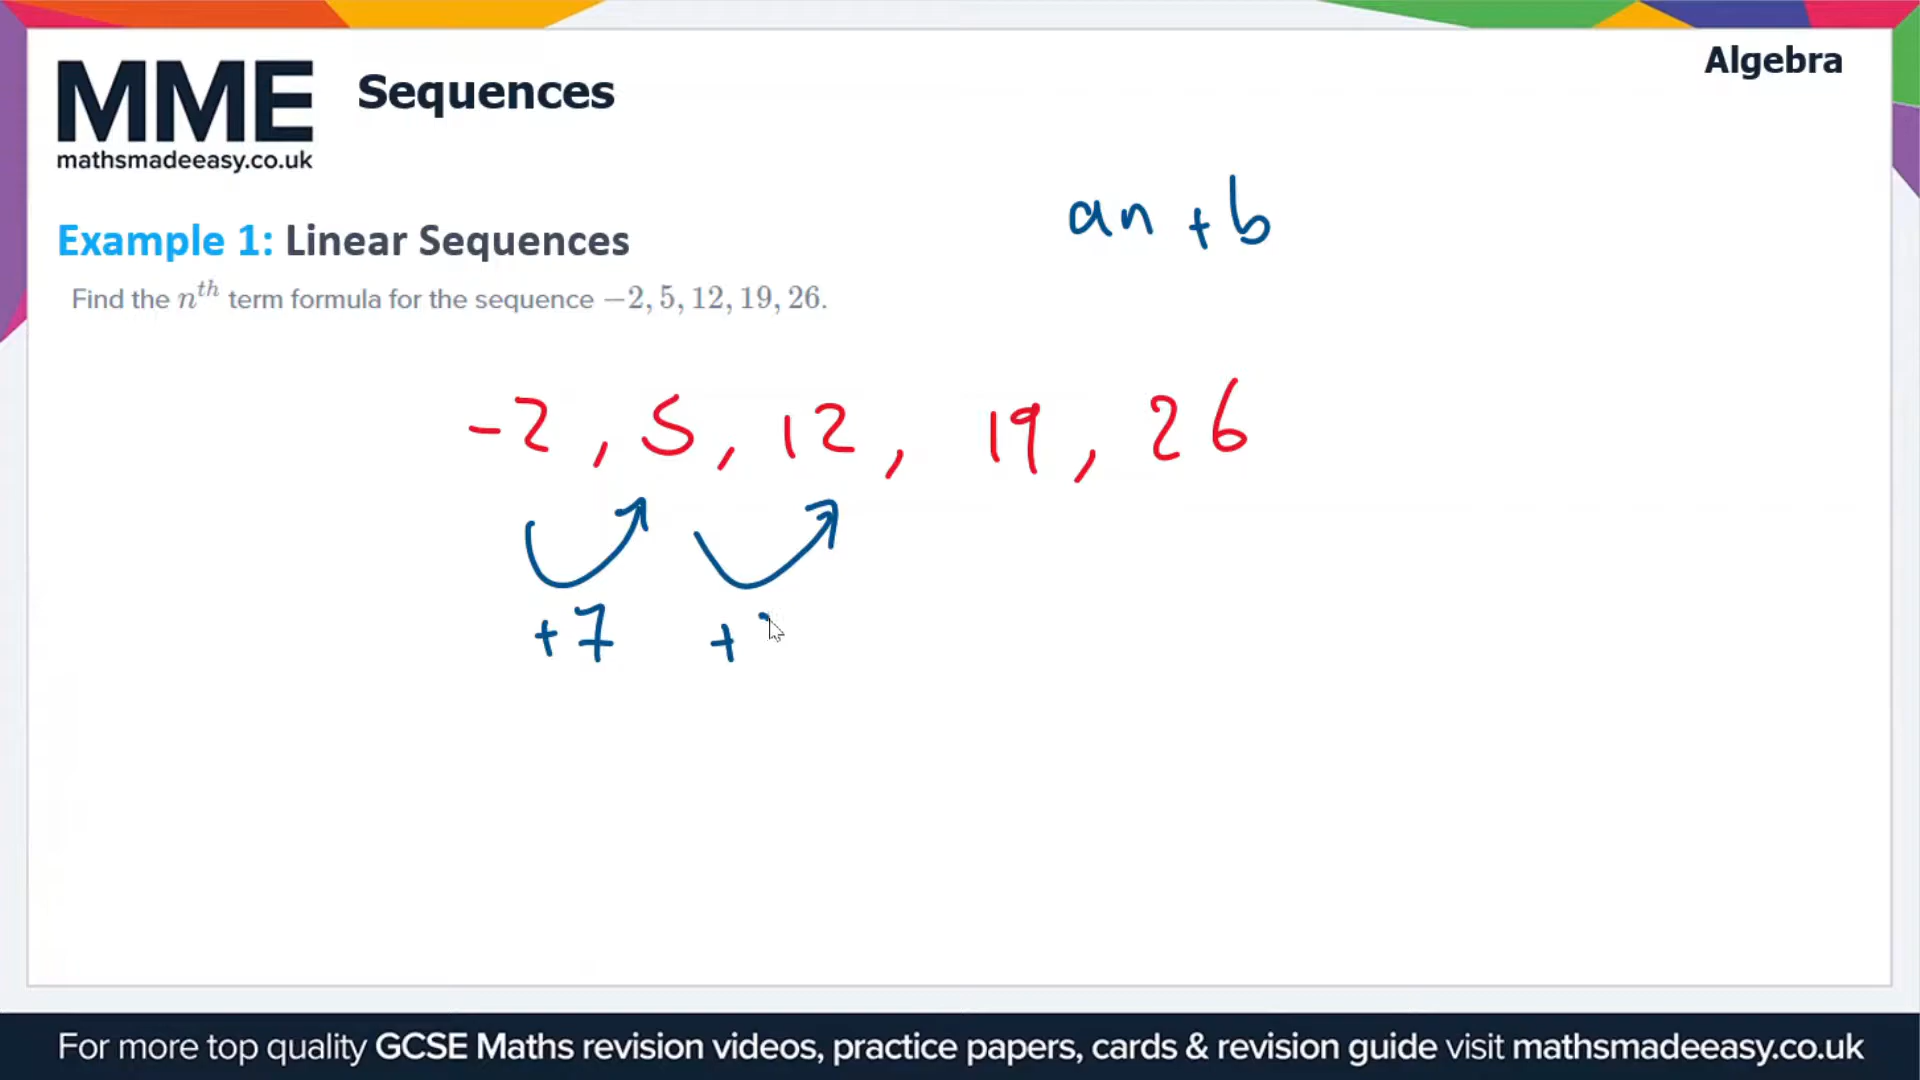 MME
mathsmadeeasy.co.uk
Sequences
Algebra
an + b
Example 1: Linear Sequences
Find the n^th term formula for the sequence −2, 5, 12, 19, 26.
-2, 5, 12, 19, 26
+7 +
For more top quality GCSE Maths revision videos, practice papers, cards & revision guide visit mathsmadeeasy.co.uk